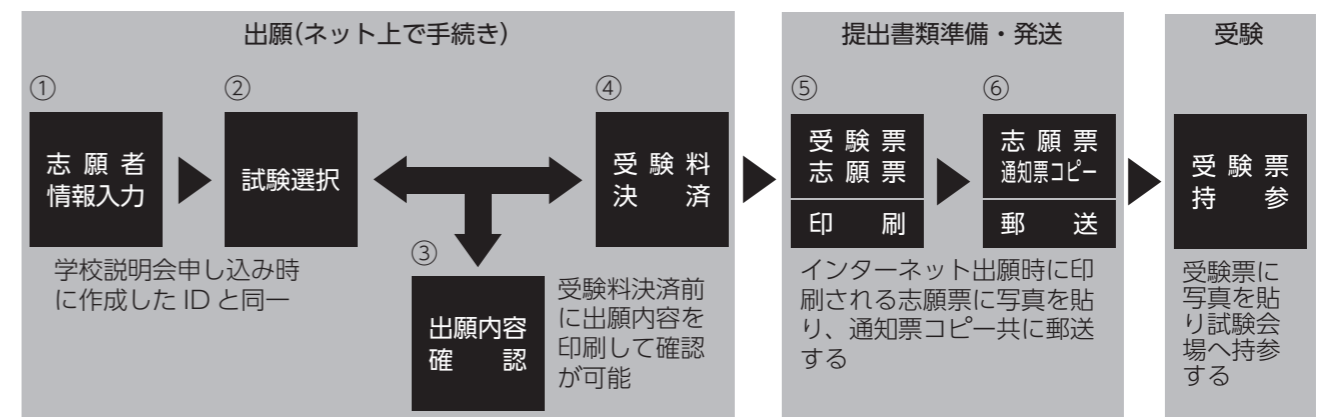 出願(ネット上で手続き)
①
志願者
情報入力
学校説明会申し込み時
に作成した ID と同一
②
試験選択
③
出願内容
確認
受験料決済前
に出願内容を
印刷して確認
が可能
④
受験料
決済
提出書類準備・発送
⑤
受験票
志願票
印刷
⑥
志願票
通知票コピー
郵送
インターネット出願時に印
刷される志願票に写真を貼
り、通知票コピー共に郵送
する
受験
受験票
持参
受験票に
写真を貼
り試験会
場へ持参
する